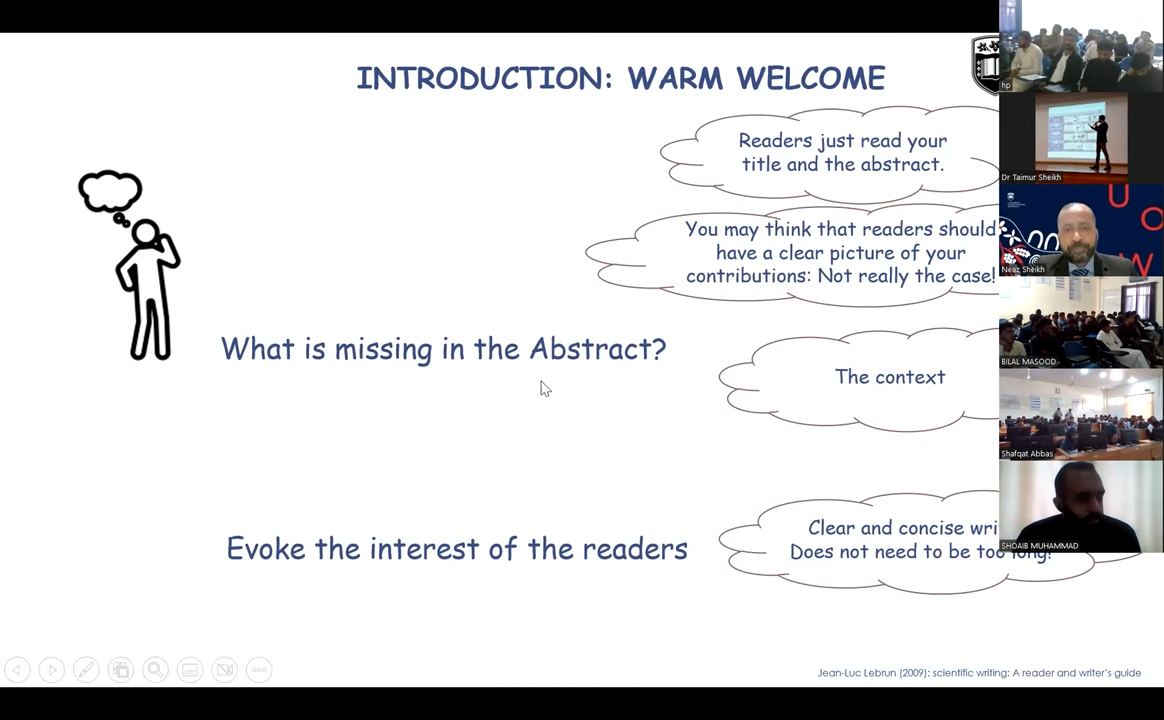 INTRODUCTION: WARM WELCOME
Readers just read your
title and the abstract.
You may think that readers should
have a clear picture of your
contributions: Not really the case!
What is missing in the Abstract?
The context
Clear and concise wri
Does not need to be too long!
Evoke the interest of the readers
Jean-Luc Lebrun (2009): scientific writing: A reader and writer's guide
hp
Dr Taimur Sheikh
U
O
W
Neaz Sheikh
BILAL MASOOD
Shafqat Abbas
SHOAIB MUHAMMAD